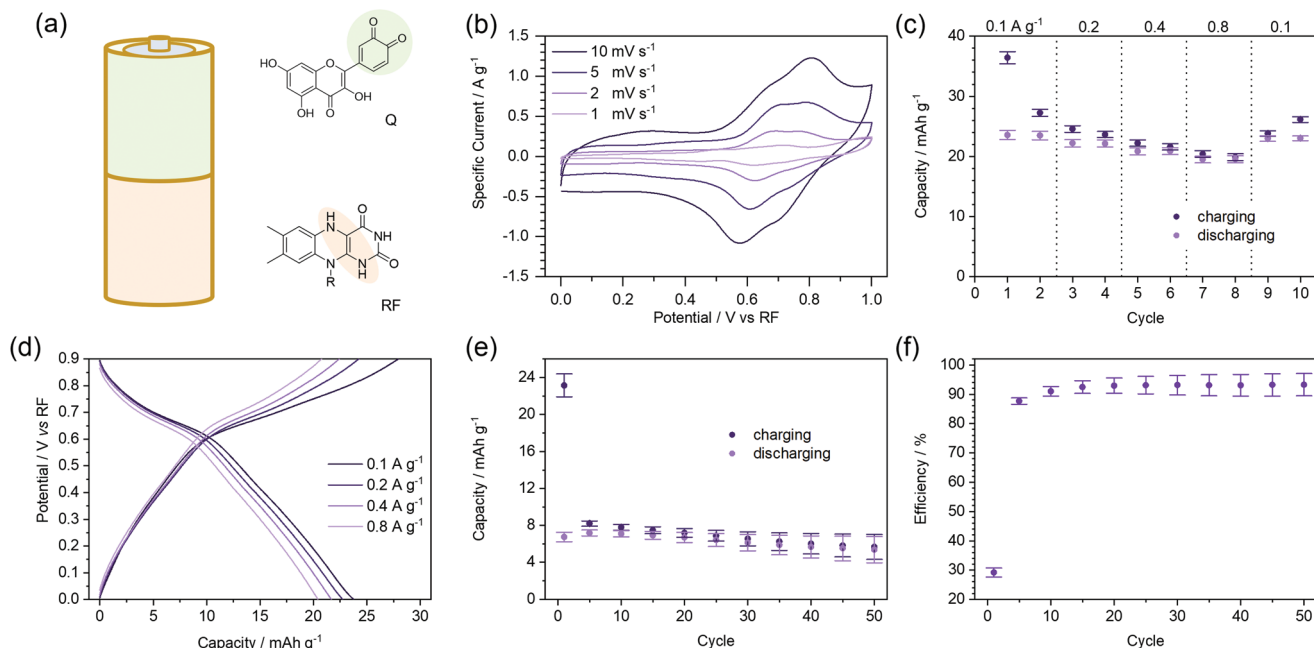 (a)
O
O
HO
O
OH
OH
O
Q
H
N
O
NH
N
R
N
H
O
RF
(b)
1.5
1.0
0.5
0.0
-0.5
-1.0
-1.5
Specific Current / A g⁻¹
10 mV s⁻¹
5 mV s⁻¹
2 mV s⁻¹
1 mV s⁻¹
0.0 0.2 0.4 0.6 0.8 1.0
Potential / V vs RF
(c)
0.1 A g⁻¹ 0.2 0.4 0.8 0.1
40
30
20
10
0
Capacity / mAh g⁻¹
charging
discharging
1 2 3 4 5 6 7 8 9 10
Cycle
(d)
0.9
0.8
0.7
0.6
0.5
0.4
0.3
0.2
0.1
0.0
Potential / V vs RF
0.1 A g⁻¹
0.2 A g⁻¹
0.4 A g⁻¹
0.8 A g⁻¹
0 5 10 15 20 25 30
Capacity / mAh g⁻¹
(e)
24
20
16
12
8
4
0
Capacity / mAh g⁻¹
charging
discharging
0 10 20 30 40 50
Cycle
(f)
100
90
80
70
60
50
40
30
20
Efficiency / %
0 10 20 30 40 50
Cycle